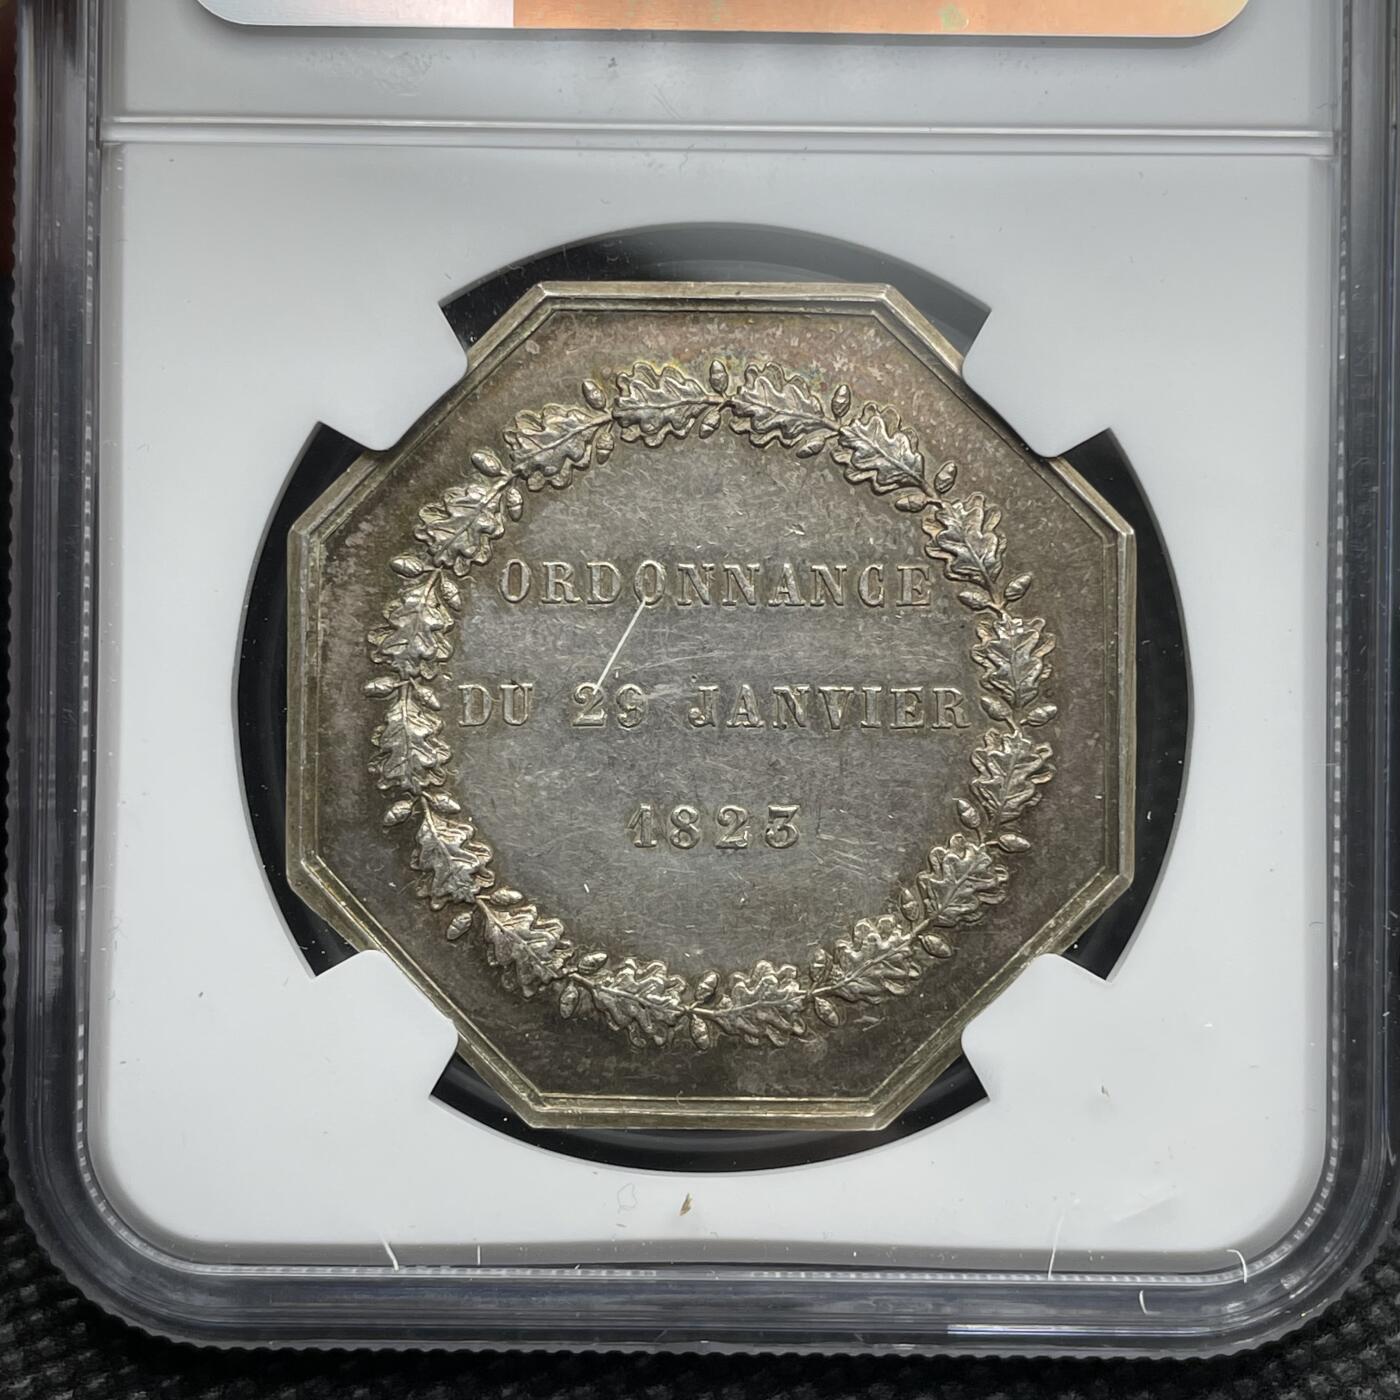 ORDONNANCE
DU 29 JANVIER
1823